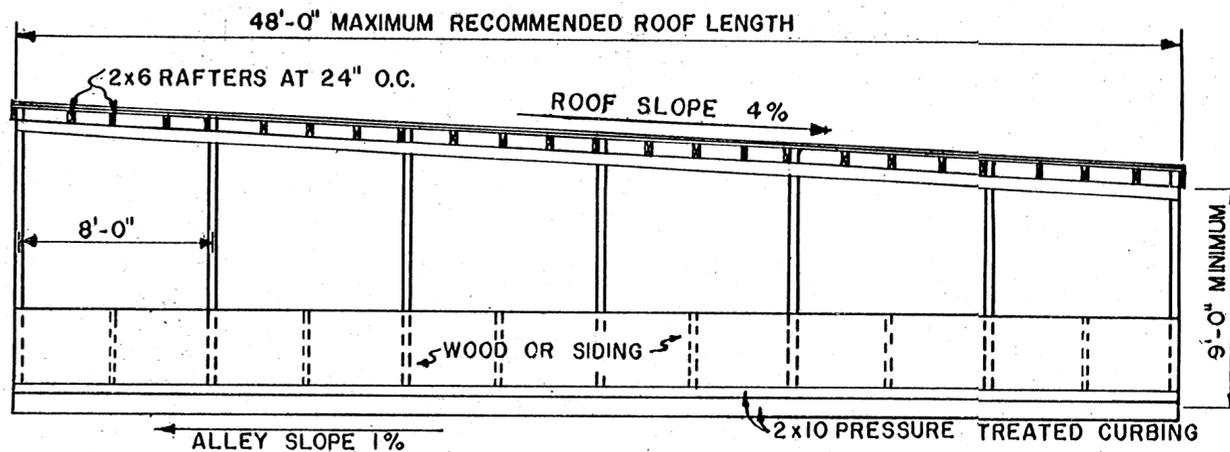 48'-0" MAXIMUM RECOMMENDED ROOF LENGTH
2x6 RAFTERS AT 24" O.C.
ROOF SLOPE 4%
8'-0"
9'-0" MINIMUM
WOOD OR SIDING
ALLEY SLOPE 1%
2x10 PRESSURE TREATED CURBING